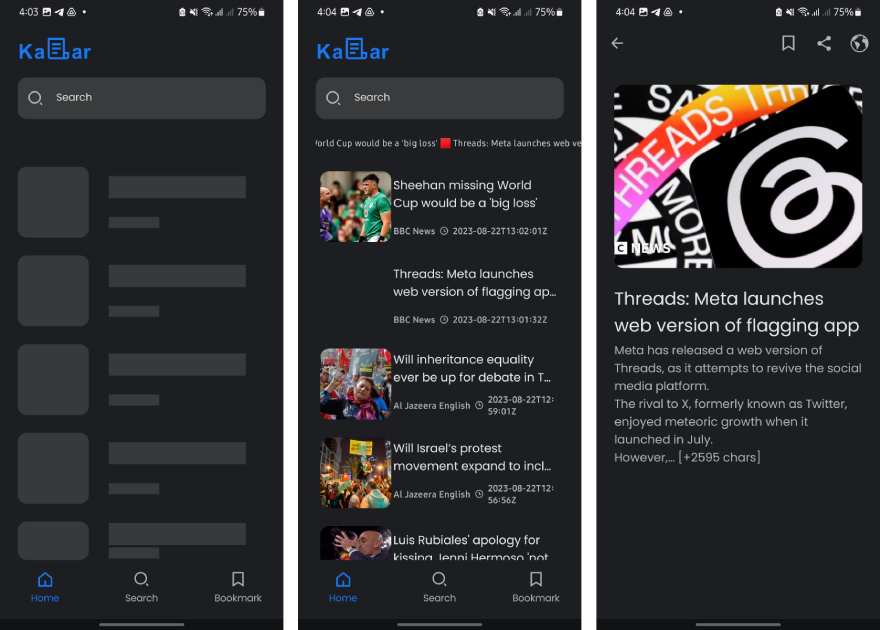 4:03
75%
Ka ar
Search
Home
Search
Bookmark
4:04
75%
Ka ar
Search
orld Cup would be a 'big loss' Threads: Meta launches web ve
Sheehan missing World
Cup would be a 'big loss'
BBC News 2023-08-22T13:02:01Z
Threads: Meta launches
web version of flagging ap...
BBC News 2023-08-22T13:01:32Z
Will inheritance equality
ever be up for debate in T...
Al Jazeera English 2023-08-22T12:
59:01Z
Will Israel's protest
movement expand to incl...
Al Jazeera English 2023-08-22T12:
56:56Z
Luis Rubiales' apology for
kissing Jenni Hermoso 'not
Home
Search
Bookmark
4:04
75%
THREADS
MORE
C NEWS
Threads: Meta launches
web version of flagging app
Meta has released a web version of
Threads, as it attempts to revive the social
media platform.
The rival to X, formerly known as Twitter,
enjoyed meteoric growth when it
launched in July.
However,... [+2595 chars]